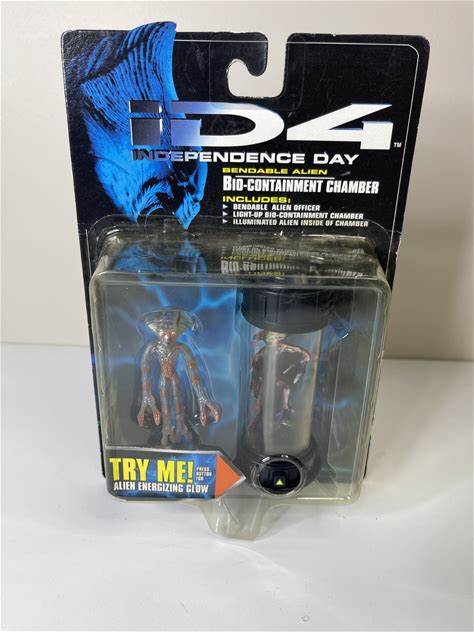 ID4
TM
INDEPENDENCE DAY
BENDABLE ALIEN
BIO-CONTAINMENT CHAMBER
INCLUDES:
BENDABLE ALIEN OFFICER
LIGHT-UP BIO-CONTAINMENT CHAMBER
ILLUMINATED ALIEN INSIDE OF CHAMBER
TRY ME!
PRESS
BUTTON
FOR
ALIEN ENERGIZING GLOW